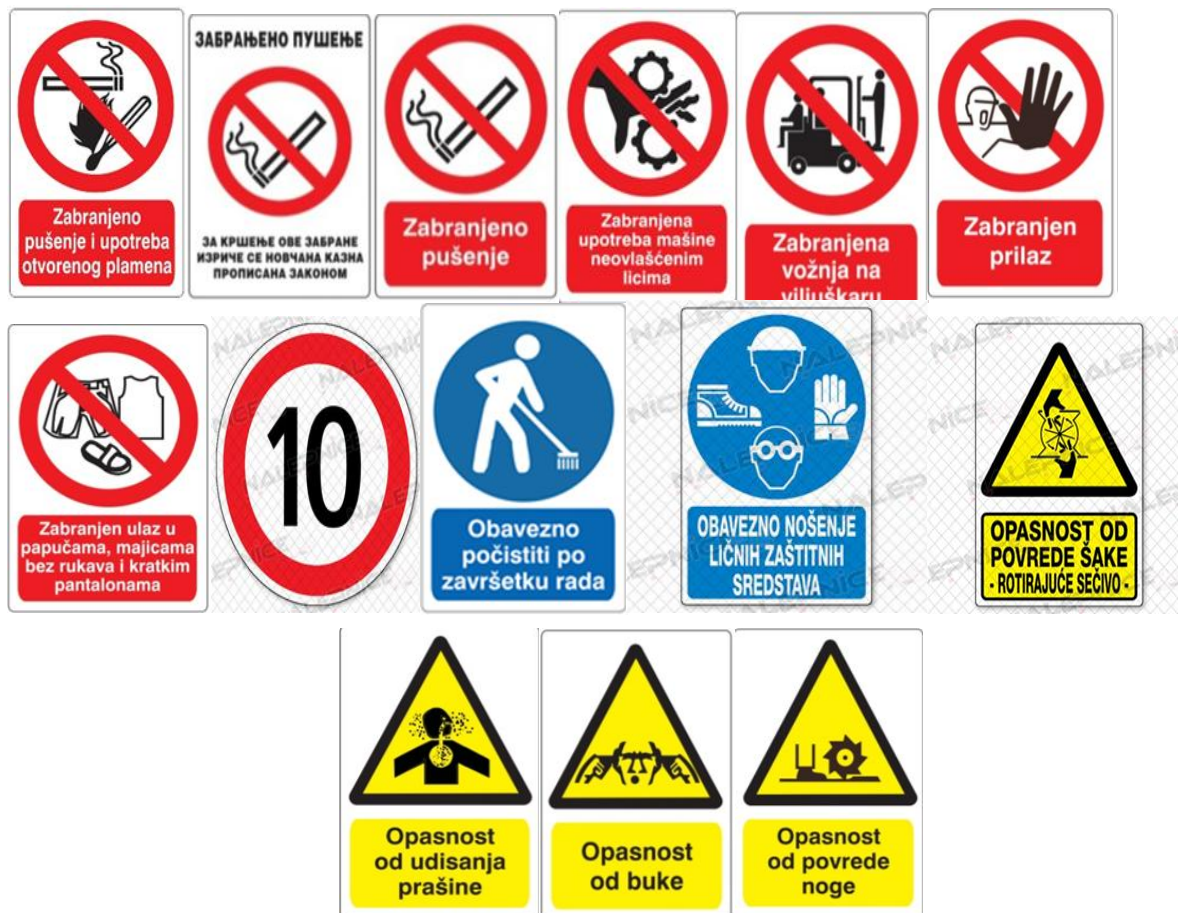 Zabranjeno
pušenje i upotreba
otvorenog plamena
ЗАБРАЊЕНО ПУШЕЊЕ
ЗА КРШЕЊЕ ОВЕ ЗАБРАНЕ
ИЗРИЧЕ СЕ НОВЧАНА КАЗНА
ПРОПИСАНА ЗАКОНОМ
Zabranjeno
pušenje
Zabranjena
upotreba mašine
neovlašćenim
licima
Zabranjena
vožnja na
viljuškaru
Zabranjen
prilaz
Zabranjen ulaz u
papučama, majicama
bez rukava i kratkim
pantalonama
10
Obavezno
počistiti po
završetku rada
OBAVEZNO NOŠENJE
LIČNIH ZAŠTITNIH
SREDSTAVA
OPASNOST OD
POVREDE ŠAKE
· ROTIRAJUĆE SEČIVO ·
Opasnost
od udisanja
prašine
Opasnost
od buke
Opasnost
od povrede
noge